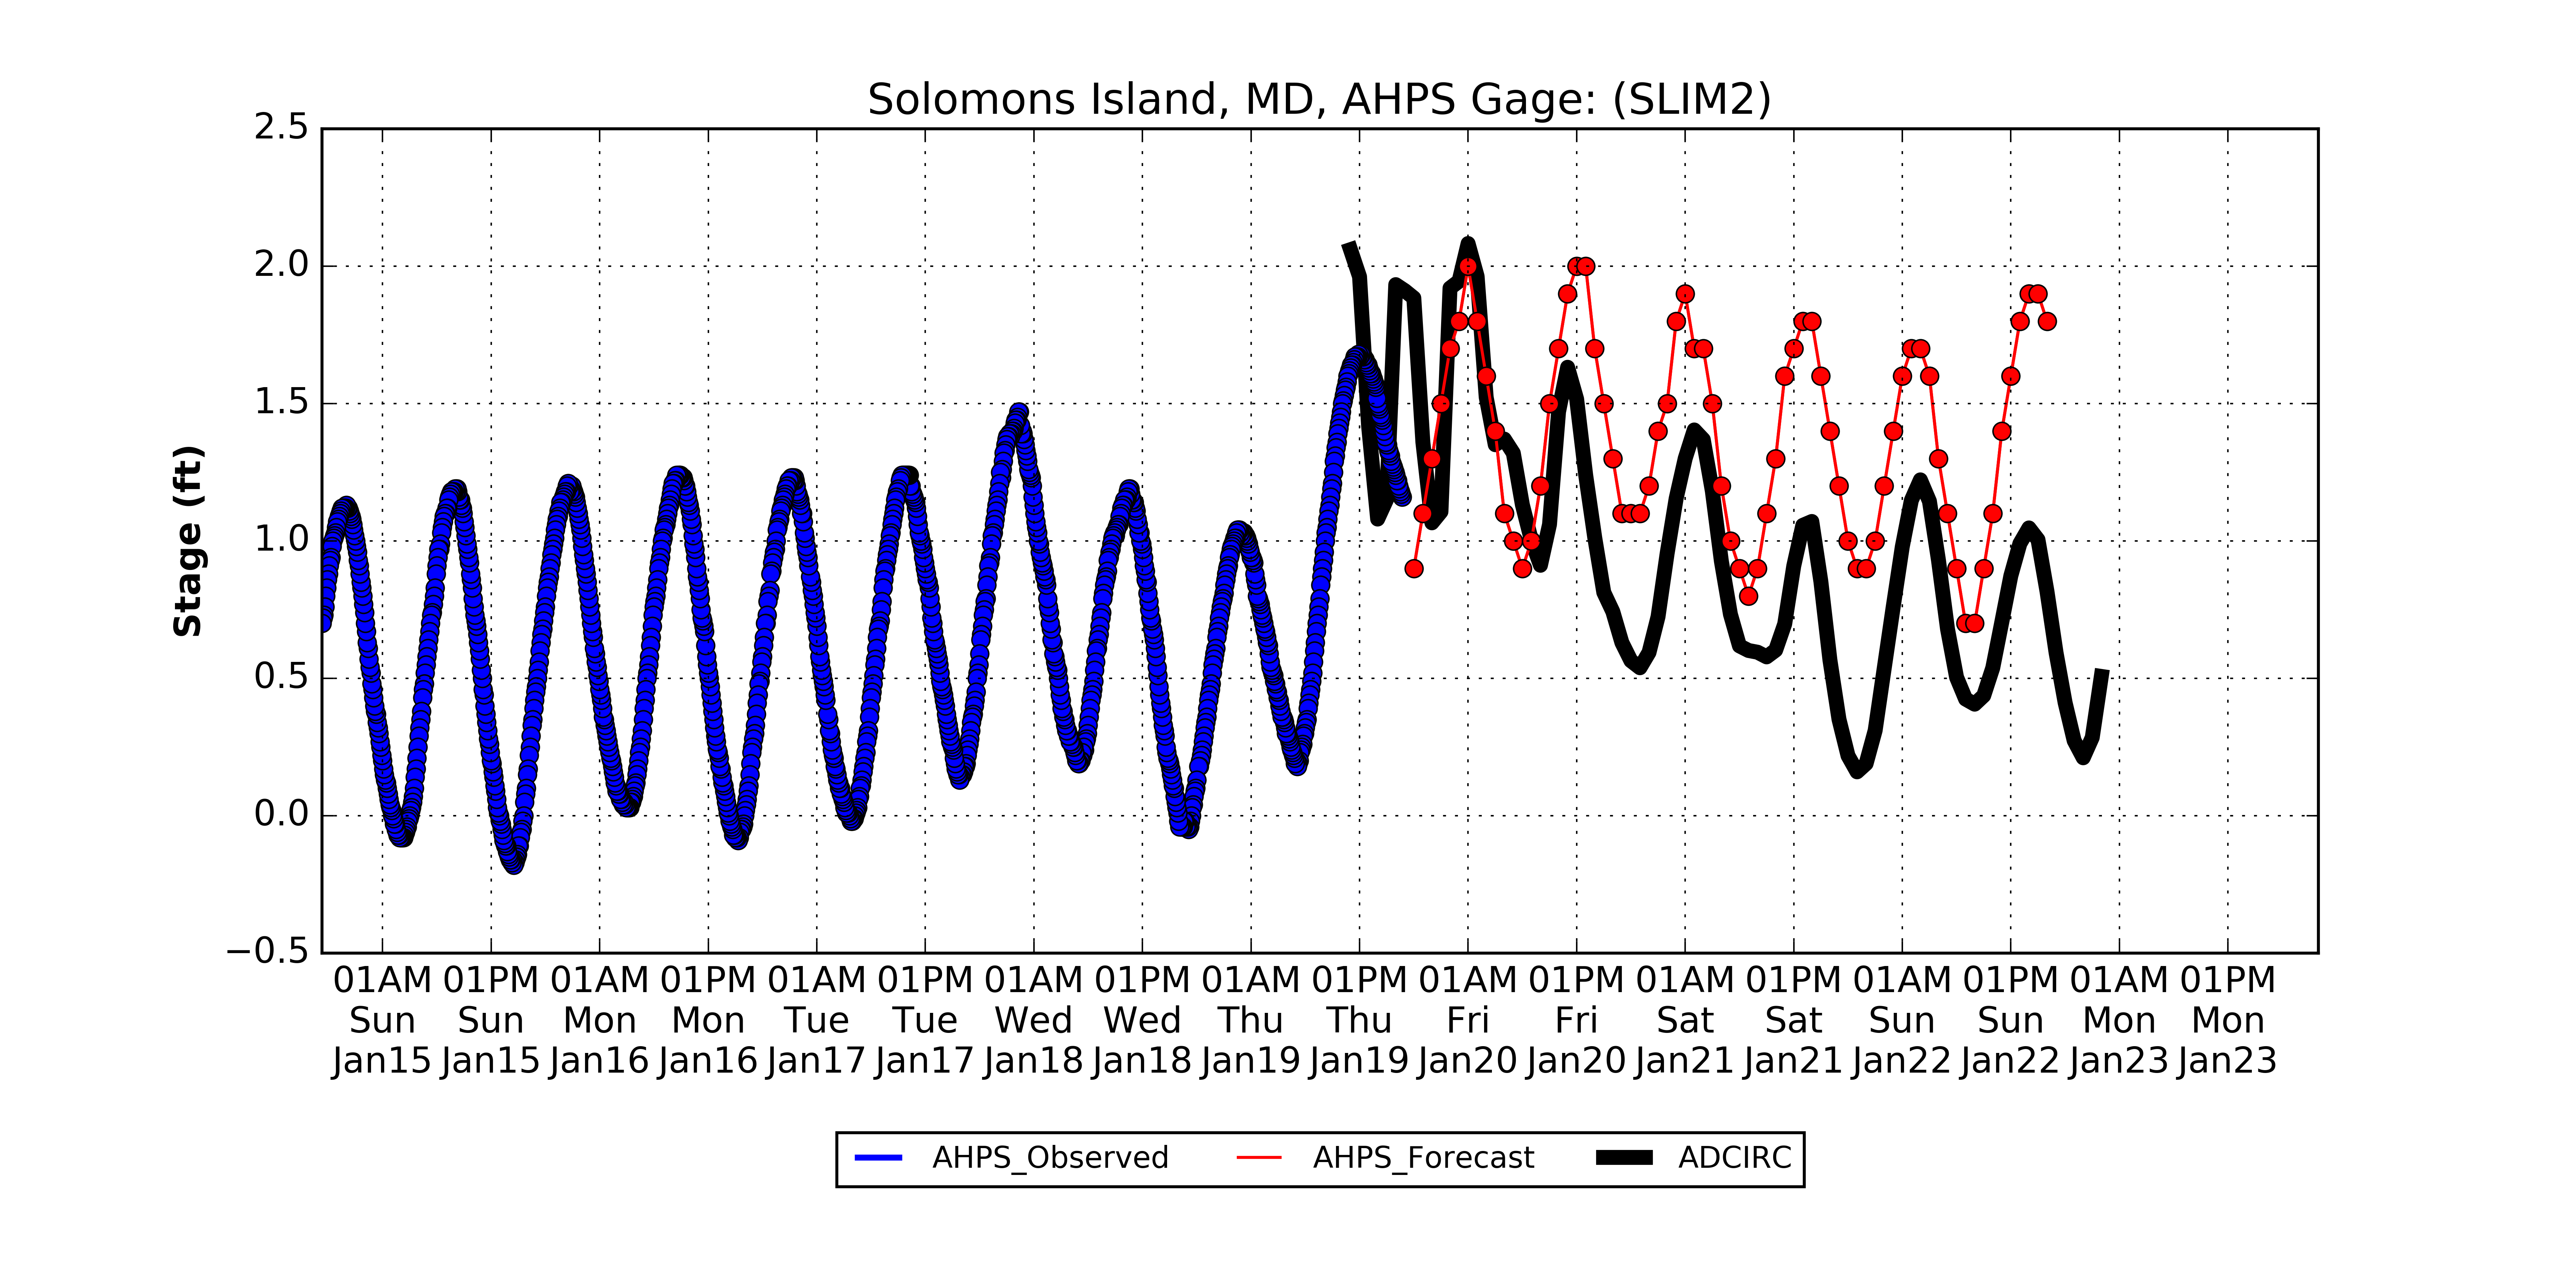 Solomons Island, MD, AHPS Gage: (SLIM2)
2.5
2.0
1.5
1.0
0.5
0.0
−0.5
Stage (ft)
01AM 01PM 01AM 01PM 01AM 01PM 01AM 01PM 01AM 01PM 01AM 01PM 01AM 01PM 01AM 01PM 01AM 01PM
Sun Sun Mon Mon Tue Tue Wed Wed Thu Thu Fri Fri Sat Sat Sun Sun Mon Mon
Jan15 Jan15 Jan16 Jan16 Jan17 Jan17 Jan18 Jan18 Jan19 Jan19 Jan20 Jan20 Jan21 Jan21 Jan22 Jan22 Jan23 Jan23
AHPS_Observed AHPS_Forecast ADCIRC